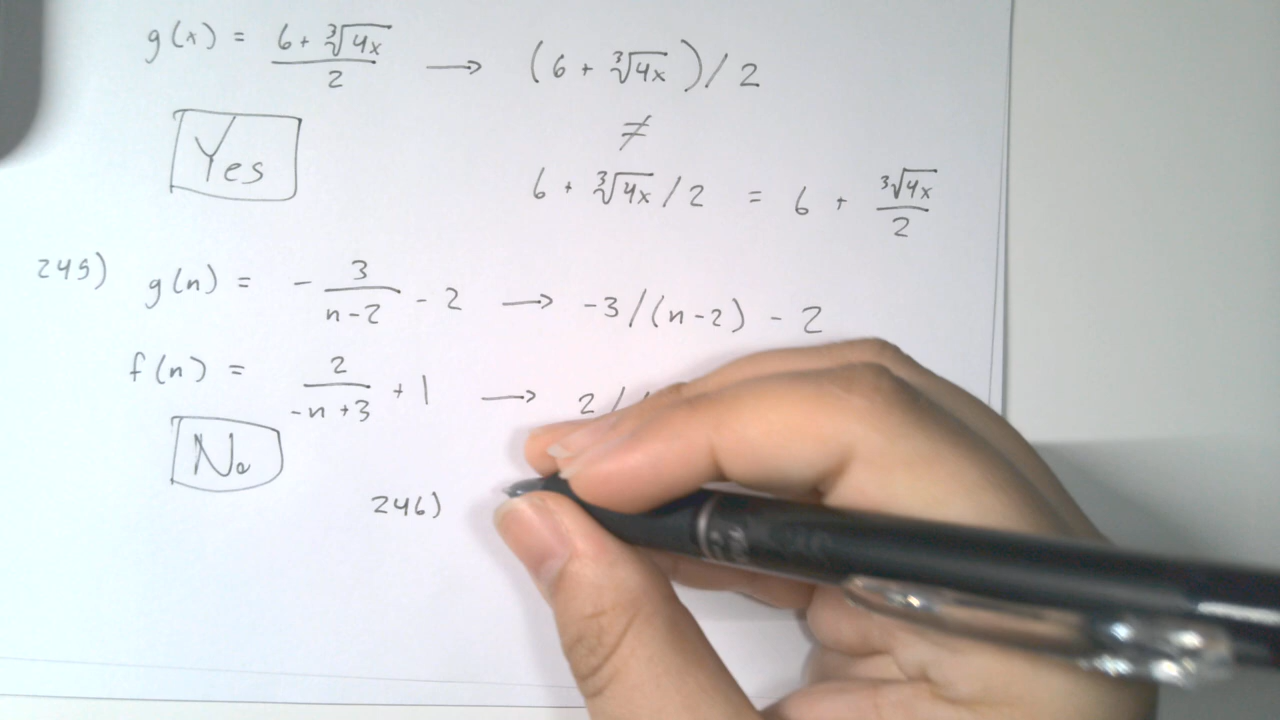 g(x) = (6 + ∛(4x))/2 → (6 + ∛(4x))/2
≠
Yes
6 + ∛(4x)/2 = 6 + ∛(4x)/2
245) g(n) = -3/(n-2) - 2 → -3/(n-2) - 2
f(n) = 2/(-n+3) + 1 → 2/(
No
246)